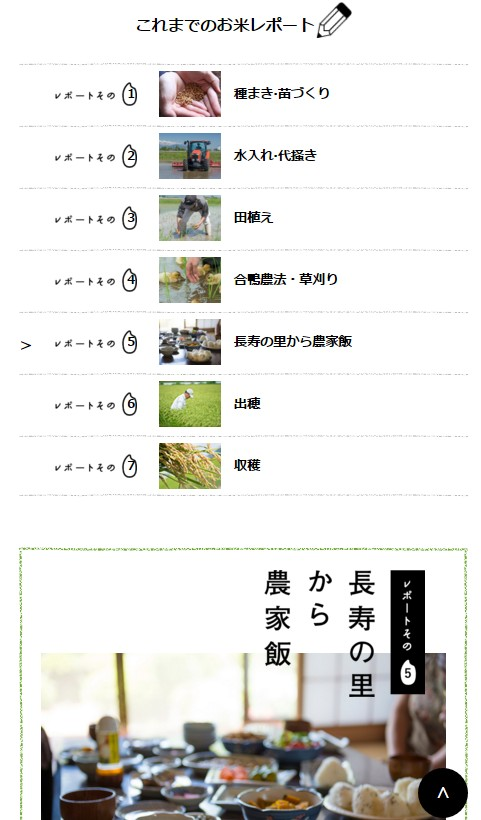 これまでのお米レポート
レポートその 1 種まき・苗づくり
レポートその 2 水入れ・代掻き
レポートその 3 田植え
レポートその 4 合鴨農法・草刈り
> レポートその 5 長寿の里から農家飯
レポートその 6 出穂
レポートその 7 収穫
レポートその 5
長寿の里
から
農家飯